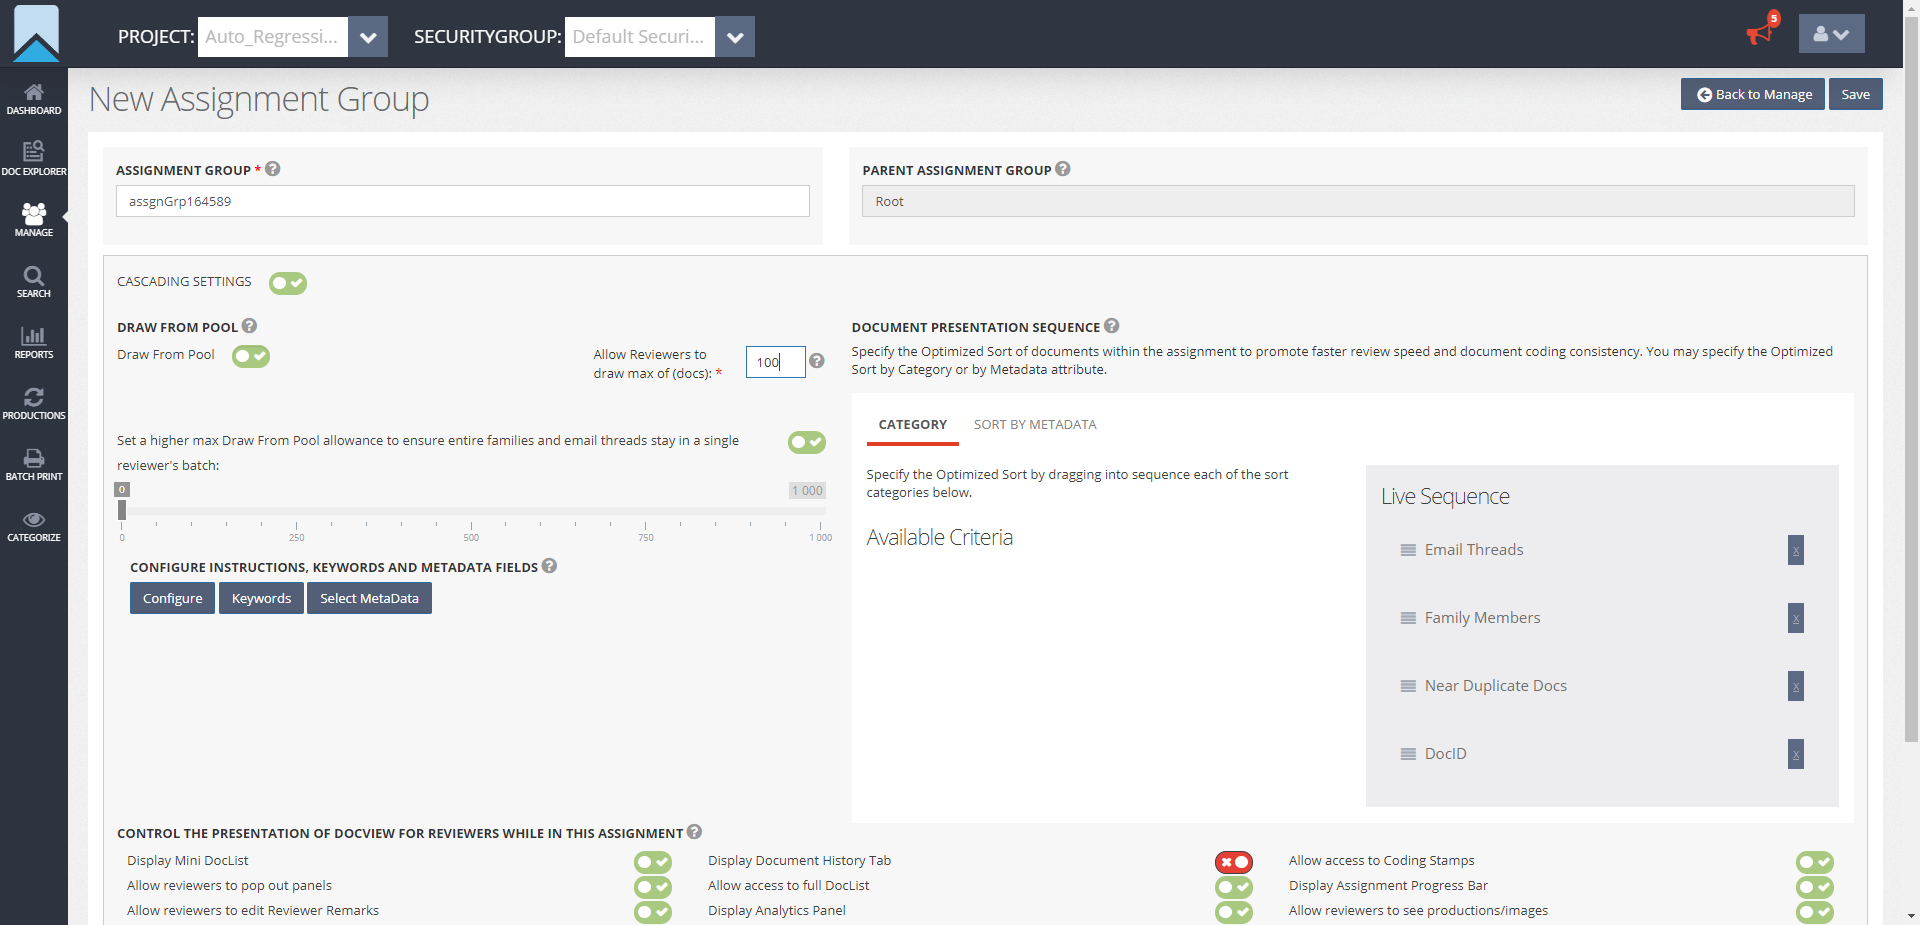 PROJECT: Auto_Regressi... SECURITYGROUP: Default Securi... 5
DASHBOARD
DOC EXPLORER
MANAGE
SEARCH
REPORTS
PRODUCTIONS
BATCH PRINT
CATEGORIZE
New Assignment Group
Back to Manage Save
ASSIGNMENT GROUP * ?
assgnGrp164589
PARENT ASSIGNMENT GROUP ?
Root
CASCADING SETTINGS
DRAW FROM POOL ?
Draw From Pool
Allow Reviewers to
draw max of (docs): * 100 ?
Set a higher max Draw From Pool allowance to ensure entire families and email threads stay in a single
reviewer's batch:
0 1 000
0 250 500 750 1 000
CONFIGURE INSTRUCTIONS, KEYWORDS AND METADATA FIELDS ?
Configure Keywords Select MetaData
DOCUMENT PRESENTATION SEQUENCE ?
Specify the Optimized Sort of documents within the assignment to promote faster review speed and document coding consistency. You may specify the Optimized
Sort by Category or by Metadata attribute.
CATEGORY SORT BY METADATA
Specify the Optimized Sort by dragging into sequence each of the sort
categories below.
Available Criteria
Live Sequence
Email Threads x
Family Members x
Near Duplicate Docs x
DocID x
CONTROL THE PRESENTATION OF DOCVIEW FOR REVIEWERS WHILE IN THIS ASSIGNMENT ?
Display Mini DocList Display Document History Tab Allow access to Coding Stamps
Allow reviewers to pop out panels Allow access to full DocList Display Assignment Progress Bar
Allow reviewers to edit Reviewer Remarks Display Analytics Panel Allow reviewers to see productions/images